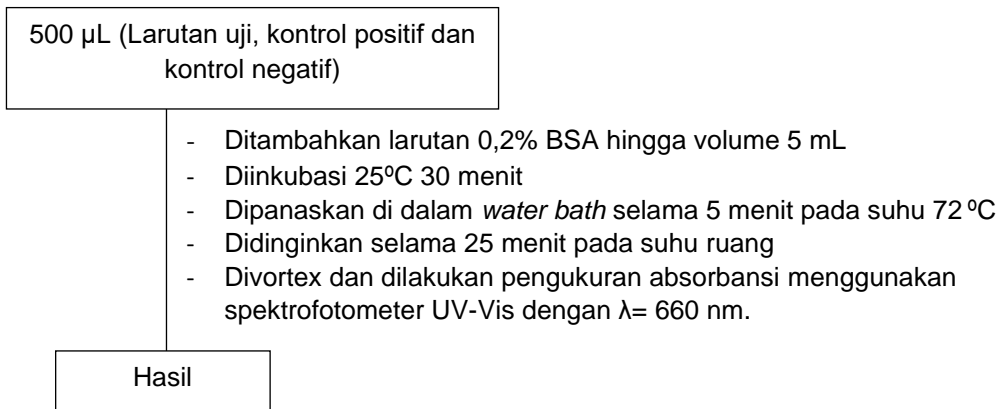 500 µL (Larutan uji, kontrol positif dan
kontrol negatif)
- Ditambahkan larutan 0,2% BSA hingga volume 5 mL
- Diinkubasi 25⁰C 30 menit
- Dipanaskan di dalam water bath selama 5 menit pada suhu 72 ⁰C
- Didinginkan selama 25 menit pada suhu ruang
- Divortex dan dilakukan pengukuran absorbansi menggunakan
spektrofotometer UV-Vis dengan λ= 660 nm.
Hasil